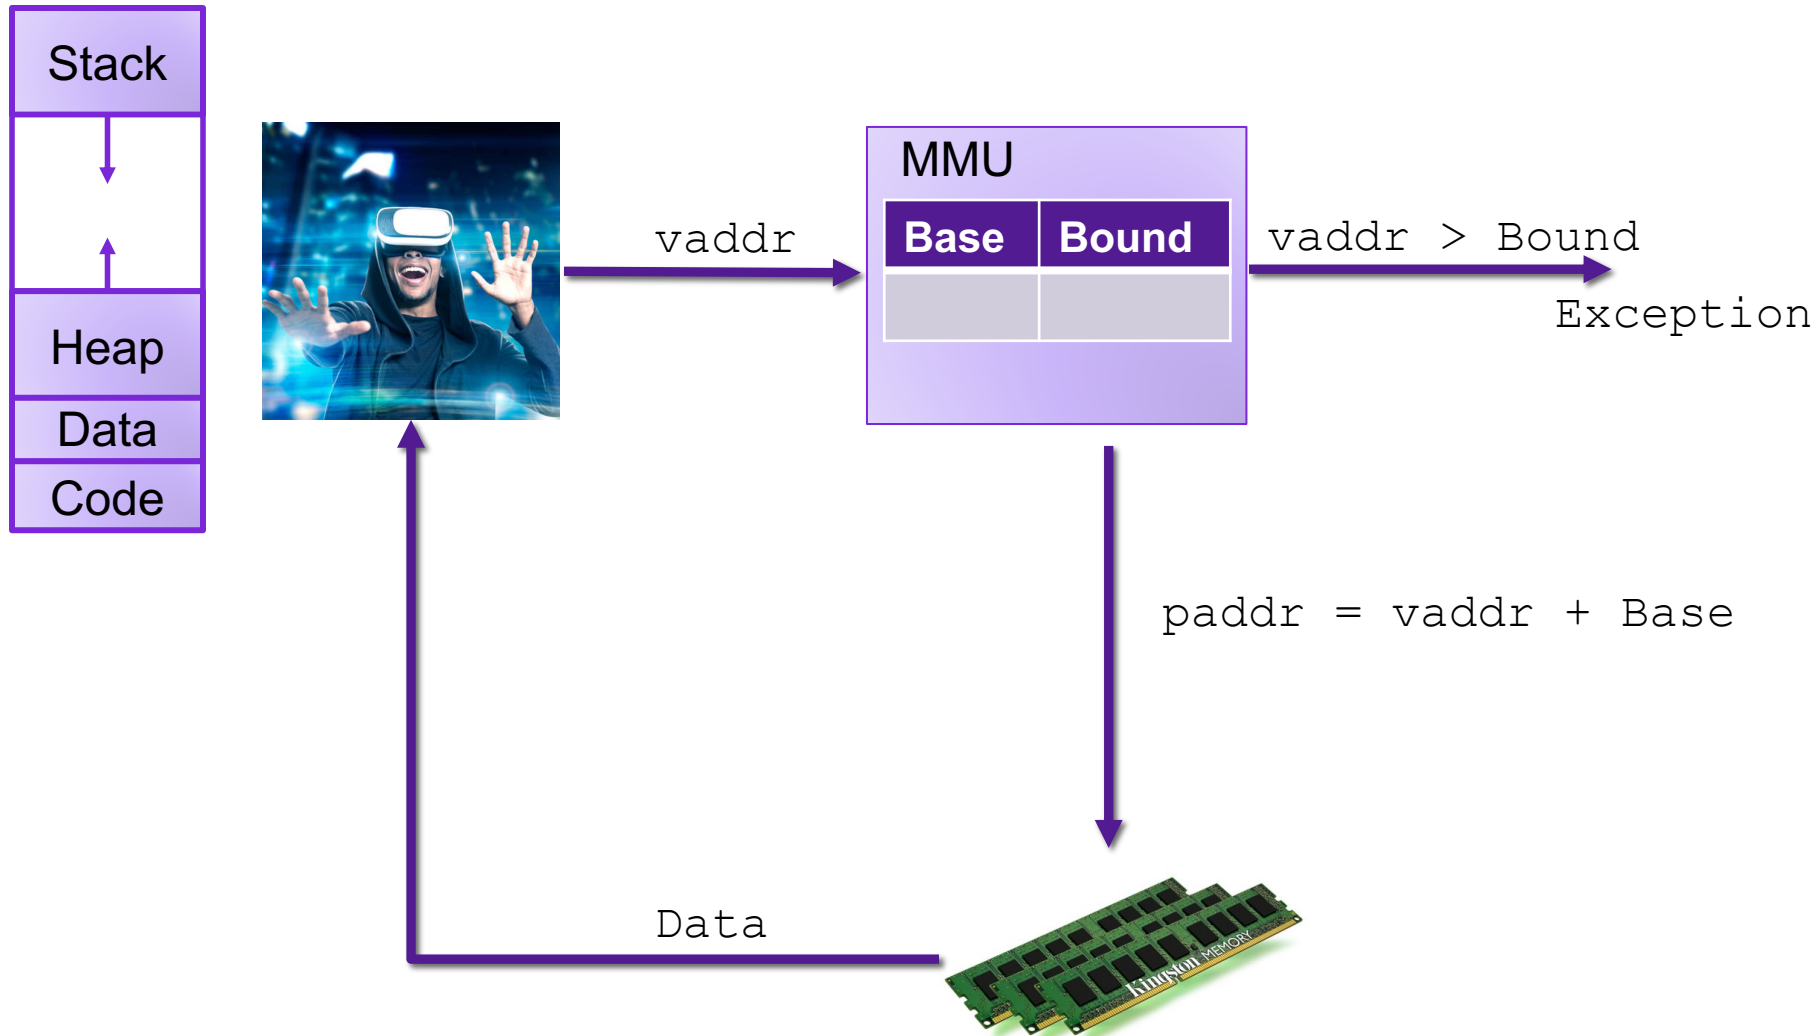 Stack
Heap
Data
Code
vaddr
MMU
Base Bound
vaddr > Bound
Exception
paddr = vaddr + Base
Data
Kingston MEMORY